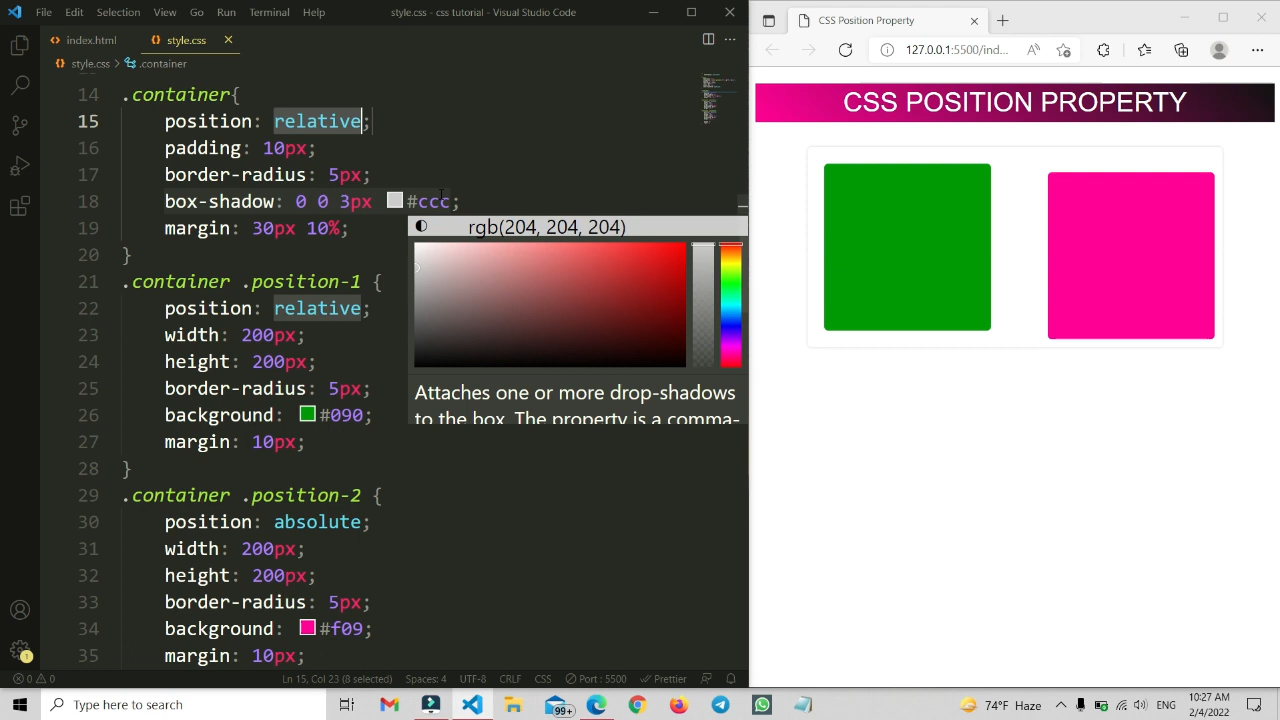 File Edit Selection View Go Run Terminal Help
style.css - css tutorial - Visual Studio Code
index.html
style.css
style.css > .container
14 .container{
15 position: relative;
16 padding: 10px;
17 border-radius: 5px;
18 box-shadow: 0 0 3px #ccc;
19 margin: 30px 10%;
20 }
21 .container .position-1 {
22 position: relative;
23 width: 200px;
24 height: 200px;
25 border-radius: 5px;
26 background: #090;
27 margin: 10px;
28 }
29 .container .position-2 {
30 position: absolute;
31 width: 200px;
32 height: 200px;
33 border-radius: 5px;
34 background: #f09;
35 margin: 10px;
rgb(204, 204, 204)
Attaches one or more drop-shadows
to the box. The property is a comma-
1
0 0
Ln 15, Col 23 (8 selected)
Spaces: 4
UTF-8
CRLF
CSS
Port : 5500
Prettier
CSS Position Property
127.0.0.1:5500/ind...
CSS POSITION PROPERTY
Type here to search
99+
74°F Haze
10:27 AM
2/4/2022